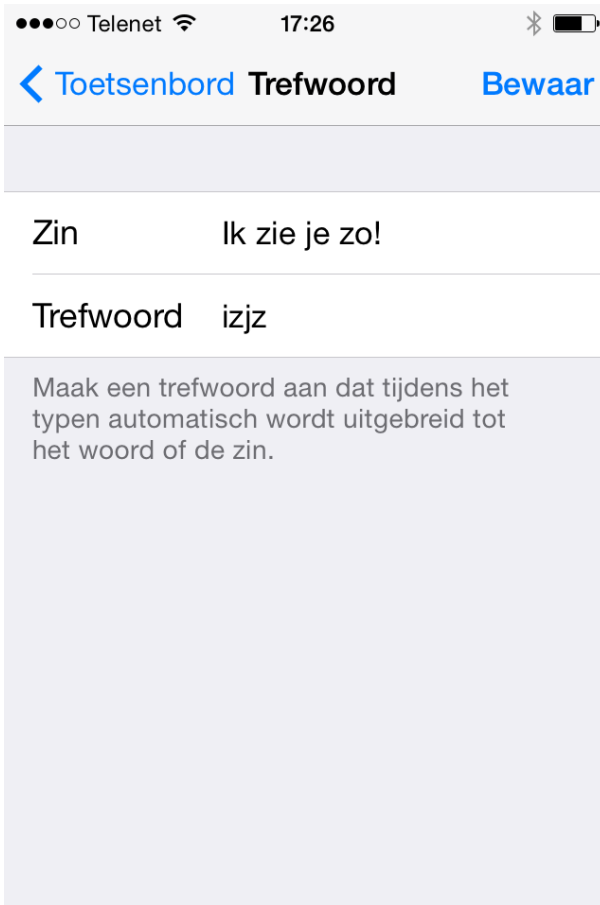 Telenet 17:26
Toetsenbord Trefwoord Bewaar
Zin Ik zie je zo!
Trefwoord izjz
Maak een trefwoord aan dat tijdens het
typen automatisch wordt uitgebreid tot
het woord of de zin.